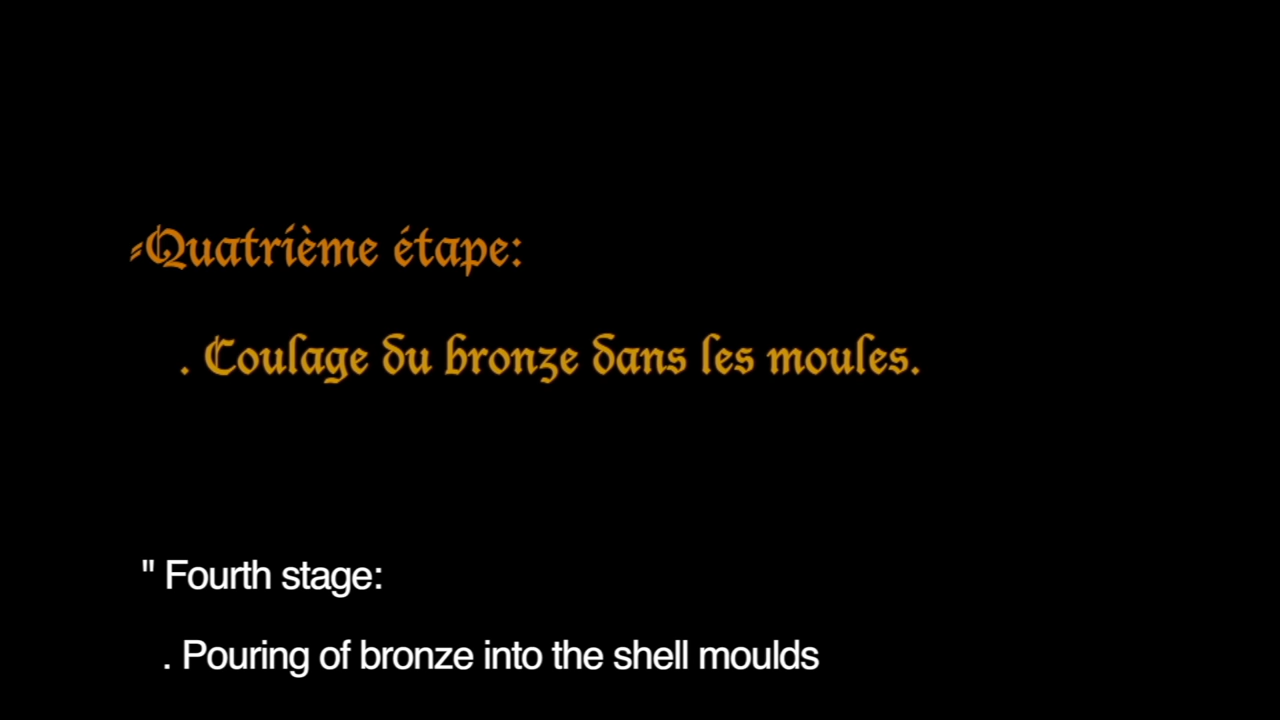 -Quatrième étape:
. Coulage du bronze dans les moules.
" Fourth stage:
. Pouring of bronze into the shell moulds